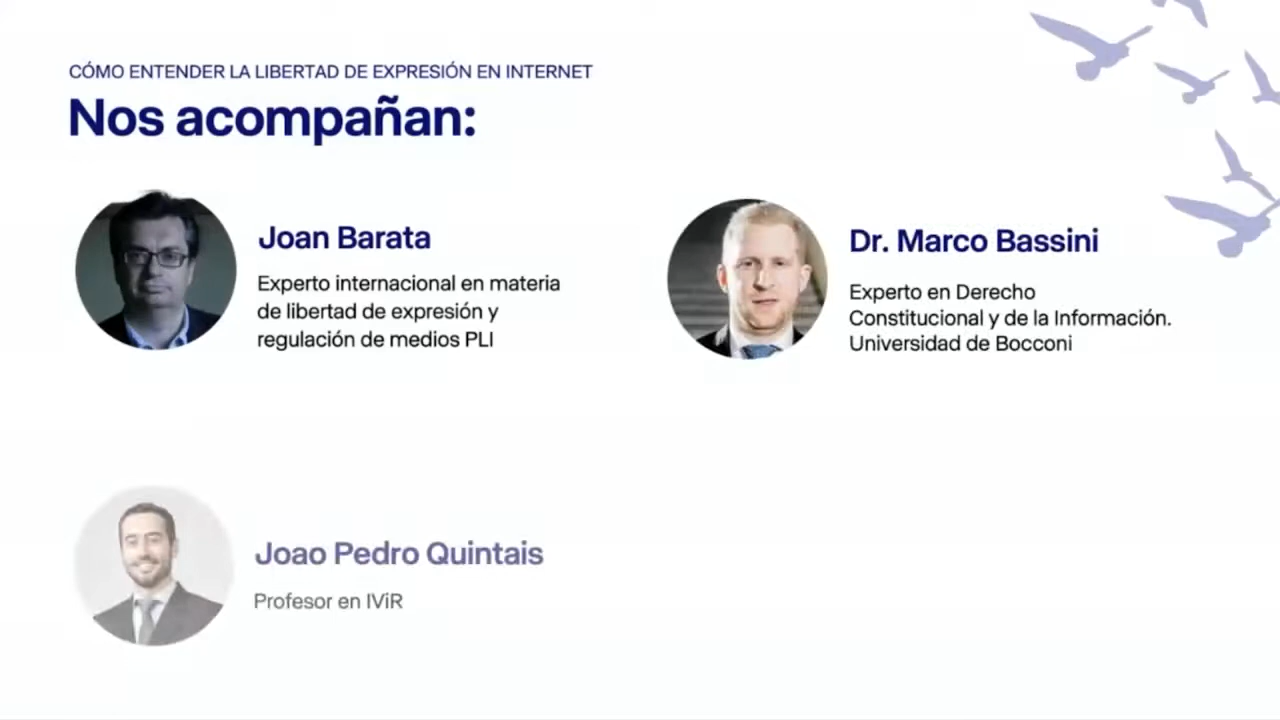 CÓMO ENTENDER LA LIBERTAD DE EXPRESIÓN EN INTERNET
Nos acompañan:
Joan Barata
Experto internacional en materia
de libertad de expresión y
regulación de medios PLI
Dr. Marco Bassini
Experto en Derecho
Constitucional y de la Información.
Universidad de Bocconi
Joao Pedro Quintais
Profesor en IViR